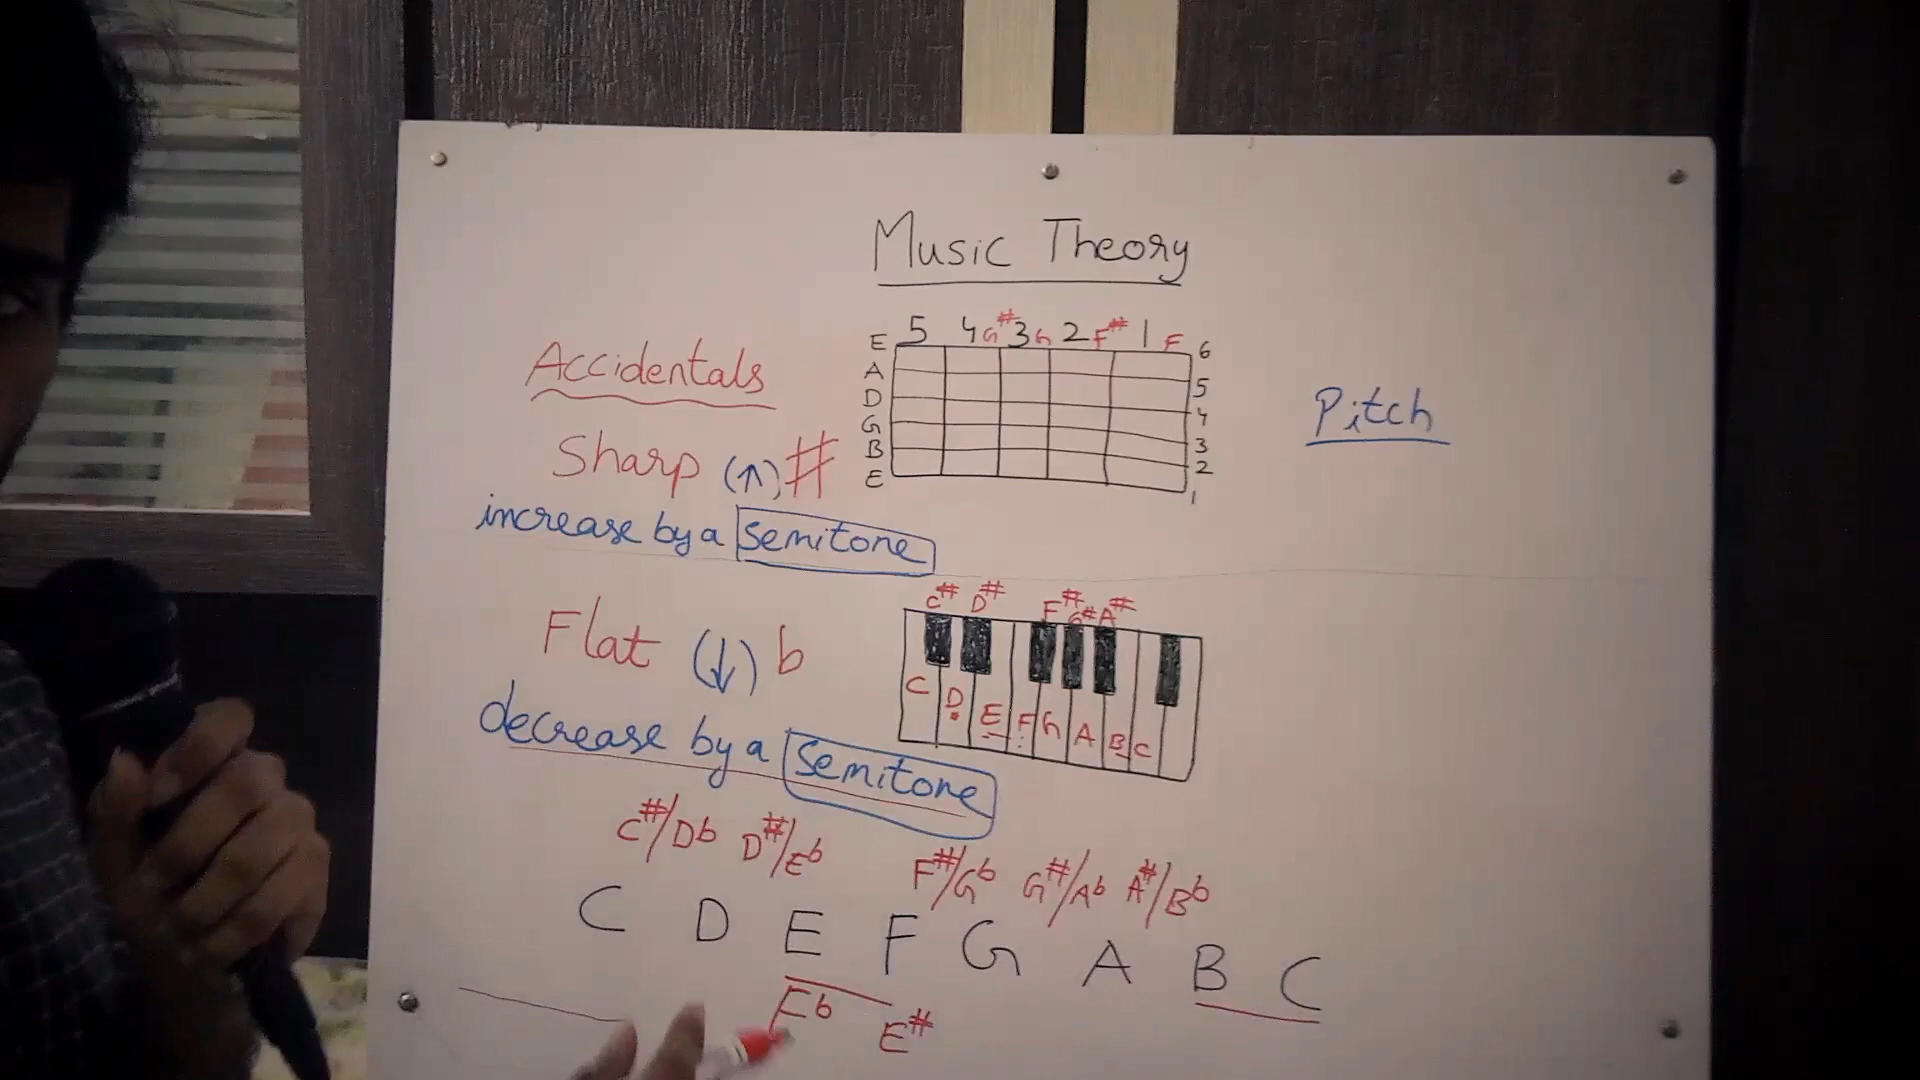 Music Theory
5 4 G# 3 G 2 F# 1 F
E 6
A 5
D 4
G 3
B 2
E 1
Accidentals
Sharp (↑) #
increase by a semitone
Pitch
C# D# F# G# A#
C D E F G A B C
Flat (↓) b
decrease by a semitone
C#/Db D#/Eb F#/Gb G#/Ab A#/Bb
C D E F G A B C
Fb E#